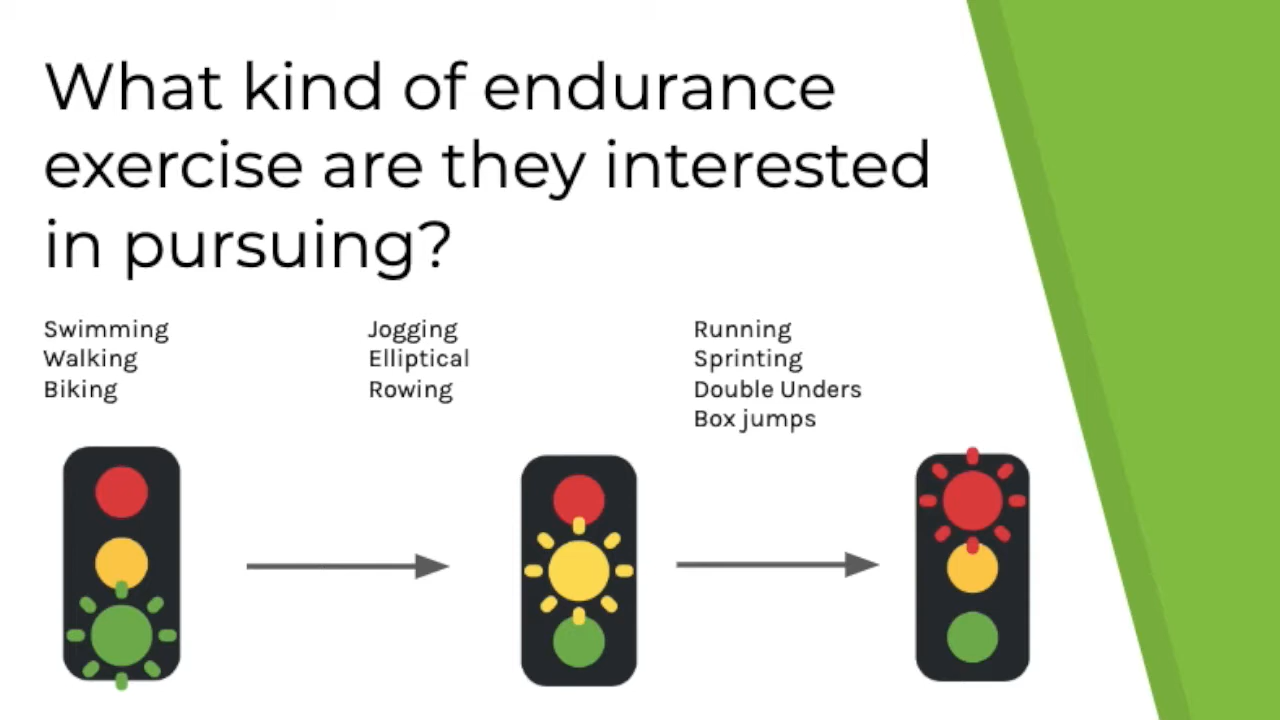 What kind of endurance
exercise are they interested
in pursuing?
Swimming
Walking
Biking
Jogging
Elliptical
Rowing
Running
Sprinting
Double Unders
Box jumps